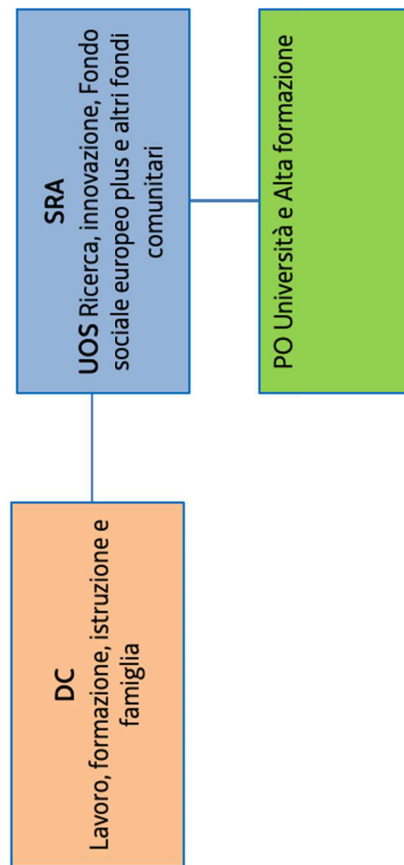 DC
Lavoro, formazione, istruzione e
famiglia
SRA
UOS Ricerca, innovazione, Fondo
sociale europeo plus e altri fondi
comunitari
PO Università e Alta formazione